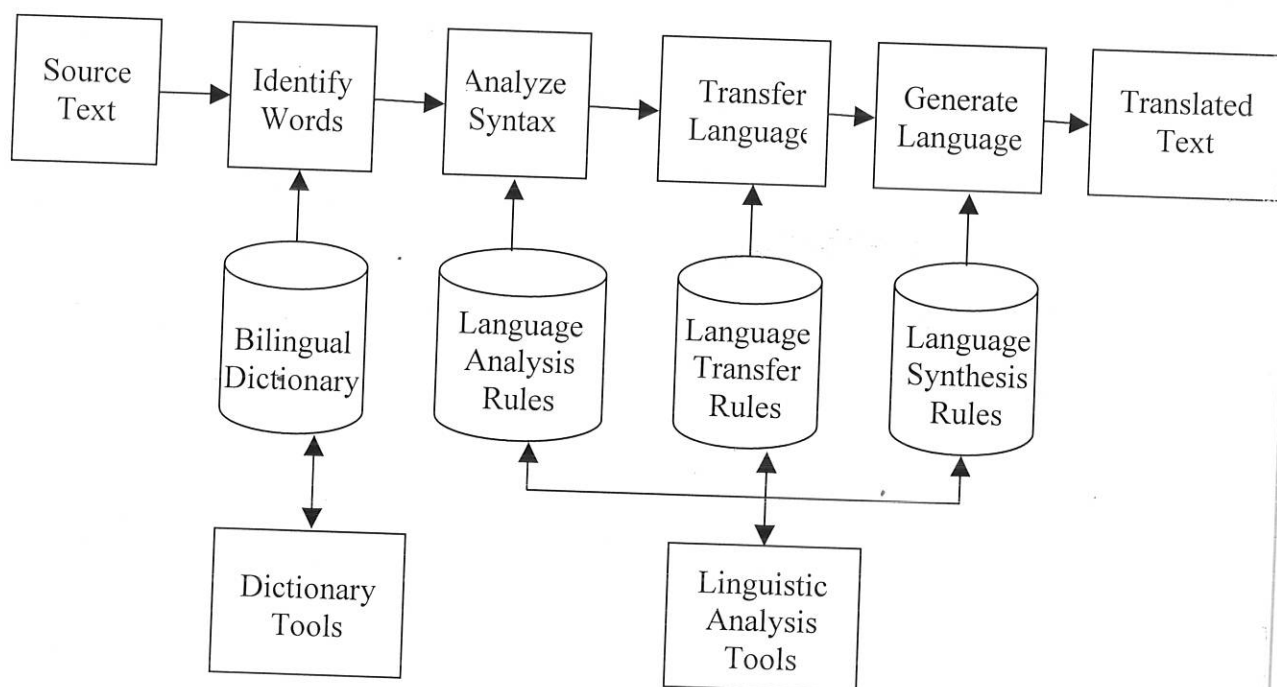 Source
Text
Identify
Words
Analyze
Syntax
Transfer
Language
Generate
Language
Translated
Text
Bilingual
Dictionary
Language
Analysis
Rules
Language
Transfer
Rules
Language
Synthesis
Rules
Dictionary
Tools
Linguistic
Analysis
Tools